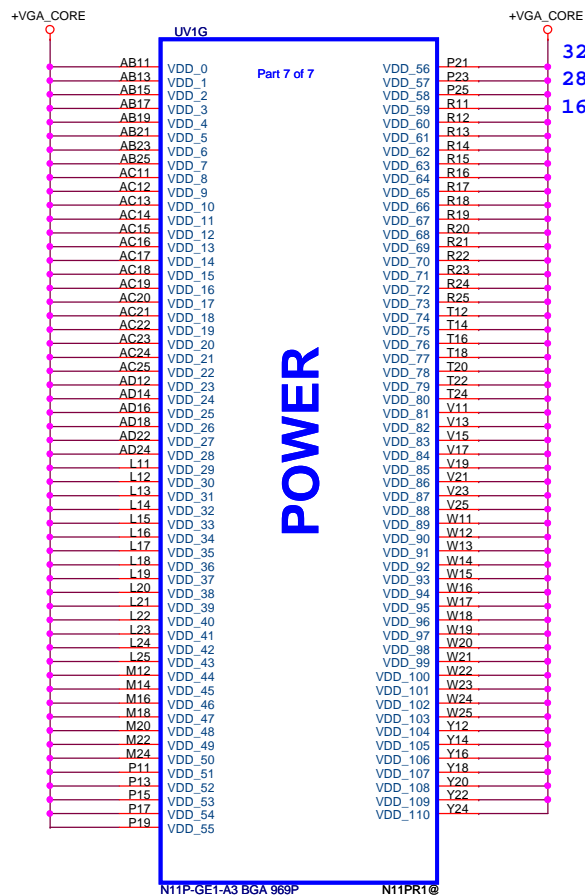 +VGA_CORE +VGA_CORE
UV1G
AB11 VDD_0 VDD_56 P21 32
AB13 VDD_1 Part 7 of 7 VDD_57 P23 28
AB15 VDD_2 VDD_58 P25 16
AB17 VDD_3 VDD_59 R11
AB19 VDD_4 VDD_60 R12
AB21 VDD_5 VDD_61 R13
AB23 VDD_6 VDD_62 R14
AB25 VDD_7 VDD_63 R15
AC11 VDD_8 VDD_64 R16
AC12 VDD_9 VDD_65 R17
AC13 VDD_10 VDD_66 R18
AC14 VDD_11 VDD_67 R19
AC15 VDD_12 VDD_68 R20
AC16 VDD_13 VDD_69 R21
AC17 VDD_14 VDD_70 R22
AC18 VDD_15 VDD_71 R23
AC19 VDD_16 VDD_72 R24
AC20 VDD_17 VDD_73 R25
AC21 VDD_18 VDD_74 T12
AC22 VDD_19 VDD_75 T14
AC23 VDD_20 VDD_76 T16
AC24 VDD_21 VDD_77 T18
AC25 VDD_22 VDD_78 T20
AD12 VDD_23 VDD_79 T22
AD14 VDD_24 VDD_80 T24
AD16 VDD_25 VDD_81 V11
AD18 VDD_26 VDD_82 V13
AD22 VDD_27 VDD_83 V15
AD24 VDD_28 VDD_84 V17
L11 VDD_29 VDD_85 V19
L12 VDD_30 VDD_86 V21
L13 VDD_31 VDD_87 V23
L14 VDD_32 VDD_88 V25
L15 VDD_33 VDD_89 W11
L16 VDD_34 VDD_90 W12
L17 VDD_35 VDD_91 W13
L18 VDD_36 VDD_92 W14
L19 VDD_37 VDD_93 W15
L20 VDD_38 VDD_94 W16
L21 VDD_39 VDD_95 W17
L22 VDD_40 VDD_96 W18
L23 VDD_41 VDD_97 W19
L24 VDD_42 VDD_98 W20
L25 VDD_43 VDD_99 W21
M12 VDD_44 VDD_100 W22
M14 VDD_45 VDD_101 W23
M16 VDD_46 VDD_102 W24
M18 VDD_47 VDD_103 W25
M20 VDD_48 VDD_104 Y12
M22 VDD_49 VDD_105 Y14
M24 VDD_50 VDD_106 Y16
P11 VDD_51 VDD_107 Y18
P13 VDD_52 VDD_108 Y20
P15 VDD_53 VDD_109 Y22
P17 VDD_54 VDD_110 Y24
P19 VDD_55
POWER
N11P-GE1-A3 BGA 969P N11PR1@